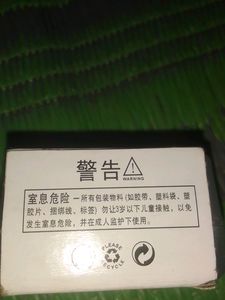 警告
WARNING
窒息危险 一所有包装物料(如胶带、塑料袋、塑
胶片、捆绑线、标签)勿让3岁以下儿童接触，以免
发生窒息危险，并在成人监护下使用。
PLEASE
RECYCLE